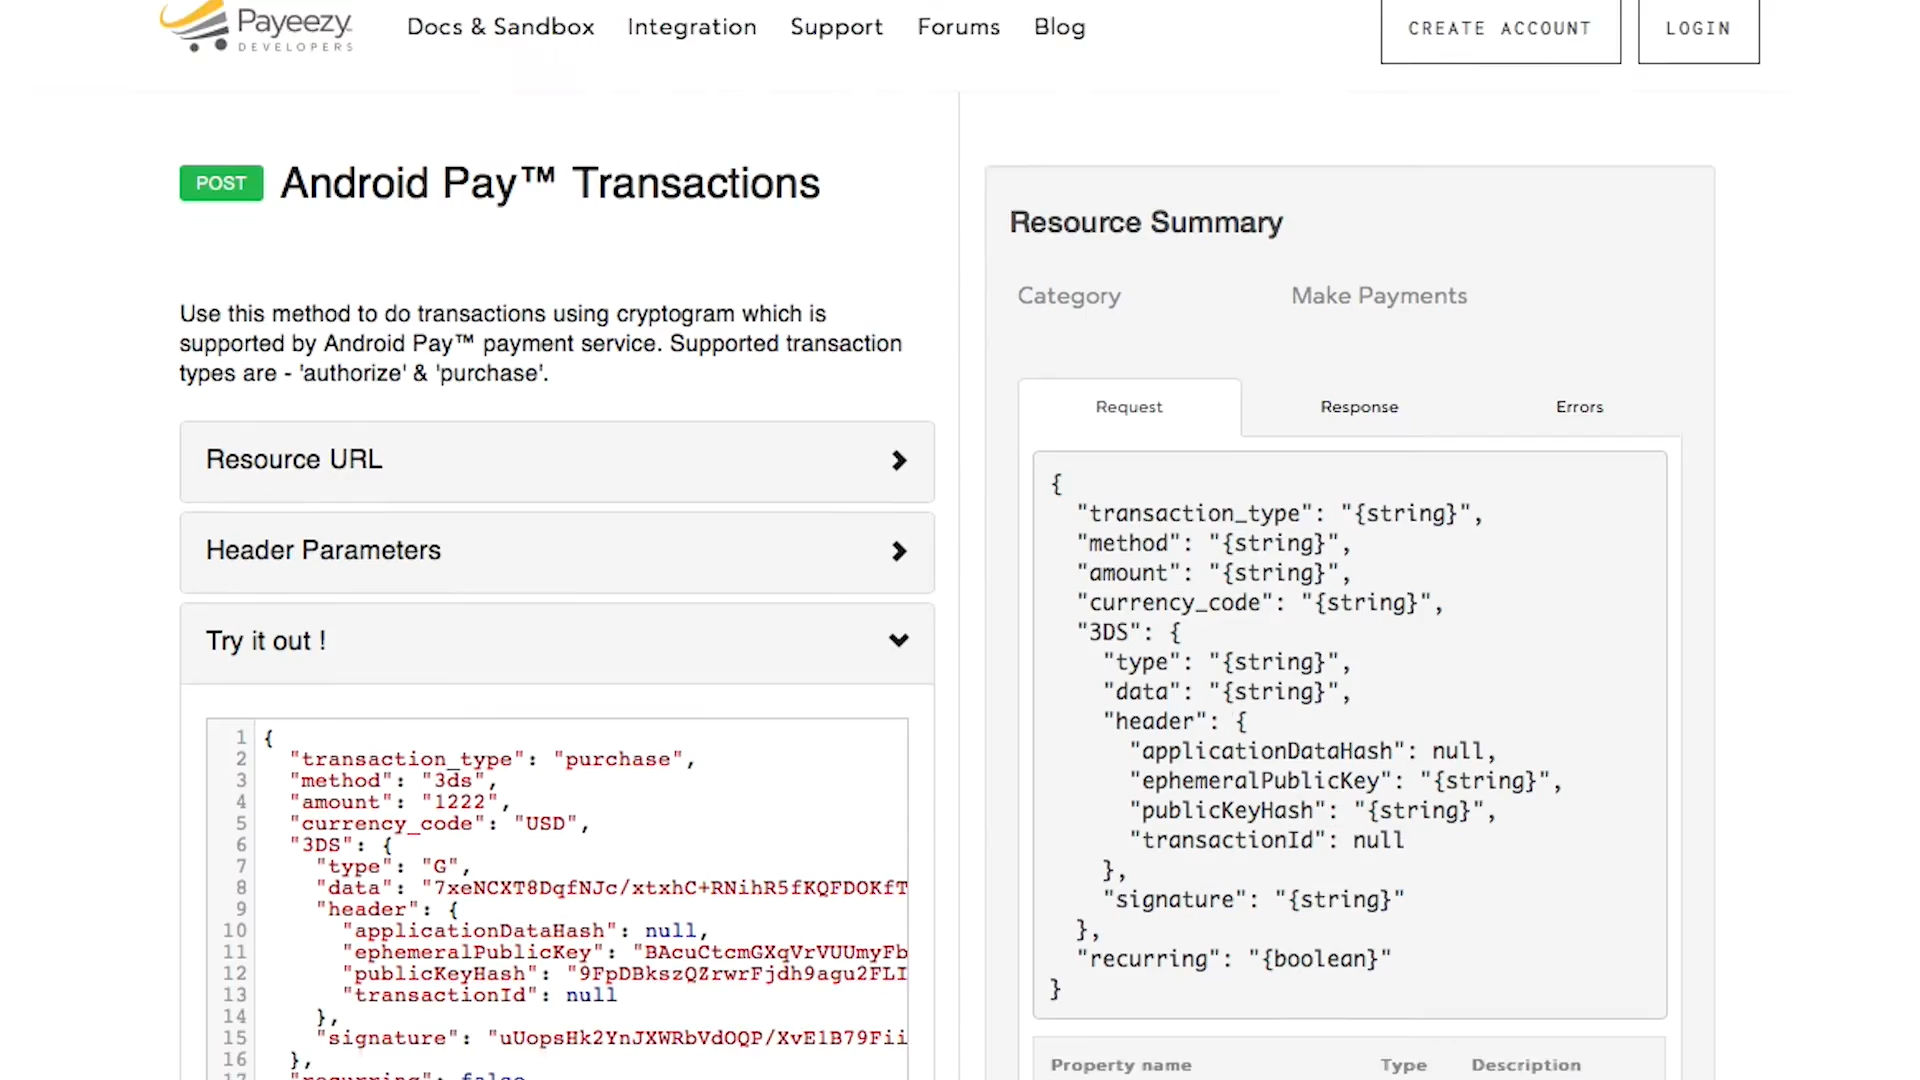 Payeezy
DEVELOPERS
Docs & Sandbox
Integration
Support
Forums
Blog
CREATE ACCOUNT
LOGIN
POST
Android Pay™ Transactions
Use this method to do transactions using cryptogram which is
supported by Android Pay™ payment service. Supported transaction
types are - 'authorize' & 'purchase'.
Resource URL
Header Parameters
Try it out !
1 {
2 "transaction_type": "purchase",
3 "method": "3ds",
4 "amount": "1222",
5 "currency_code": "USD",
6 "3DS": {
7 "type": "G",
8 "data": "7xeNCXT8DqfNJc/xtxhC+RNihR5fKQFDOKfT
9 "header": {
10 "applicationDataHash": null,
11 "ephemeralPublicKey": "BAcuCtcmGXqVrVUUmyFb
12 "publicKeyHash": "9FpDBkszQZrwrFjdh9agu2FLI
13 "transactionId": null
14 },
15 "signature": "uUopsHk2YnJXWRbVdOQP/XvE1B79Fii
16 },
17 "recurring": false
Resource Summary
Category
Make Payments
Request
Response
Errors
{
"transaction_type": "{string}",
"method": "{string}",
"amount": "{string}",
"currency_code": "{string}",
"3DS": {
"type": "{string}",
"data": "{string}",
"header": {
"applicationDataHash": null,
"ephemeralPublicKey": "{string}",
"publicKeyHash": "{string}",
"transactionId": null
},
"signature": "{string}"
},
"recurring": "{boolean}"
}
Property name
Type
Description